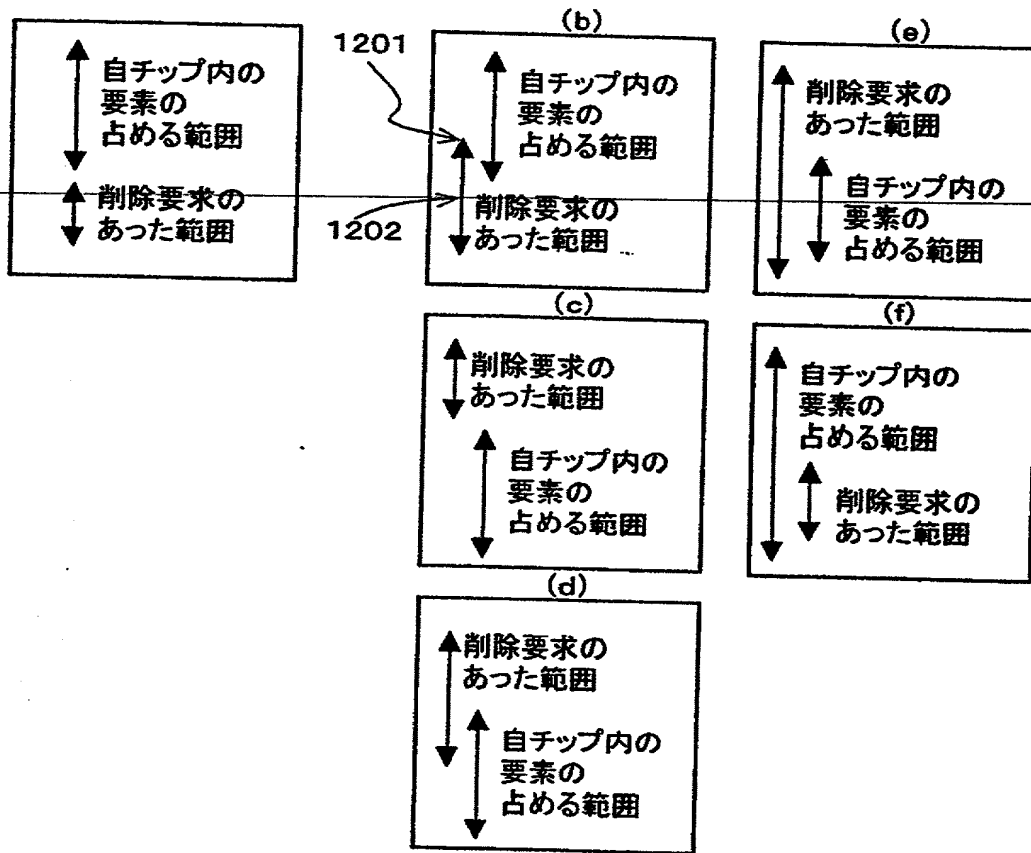 自チップ内の
要素の
占める範囲
削除要求の
あった範囲
(b)
1201
自チップ内の
要素の
占める範囲
1202
削除要求の
あった範囲
(c)
削除要求の
あった範囲
自チップ内の
要素の
占める範囲
(d)
削除要求の
あった範囲
自チップ内の
要素の
占める範囲
(e)
削除要求の
あった範囲
自チップ内の
要素の
占める範囲
(f)
自チップ内の
要素の
占める範囲
削除要求の
あった範囲